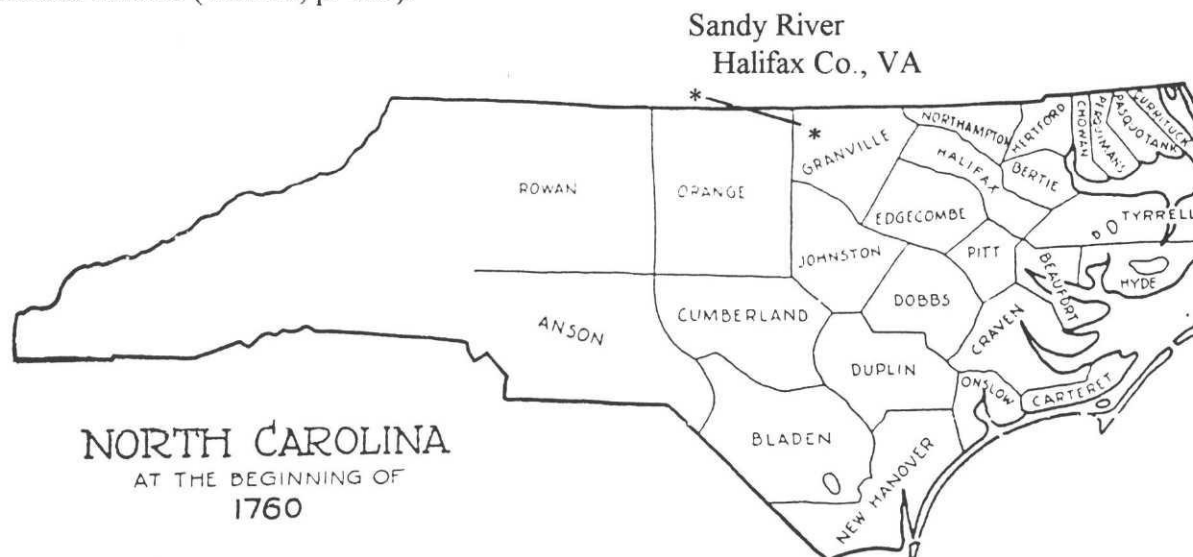 Sandy River
Halifax Co., VA
*
*
ROWAN
ORANGE
GRANVILLE
NORTHAMPTON
HERTFORD
CHOWAN
PERQUIMANS
PASQUOTANK
CURRITUCK
HALIFAX
BERTIE
EDGECOMBE
TYRRELL
JOHNSTON
PITT
BEAUFORT
HYDE
DOBBS
ANSON
CUMBERLAND
CRAVEN
DUPLIN
ONSLOW
CARTERET
BLADEN
NEW HANOVER
NORTH CAROLINA
AT THE BEGINNING OF
1760